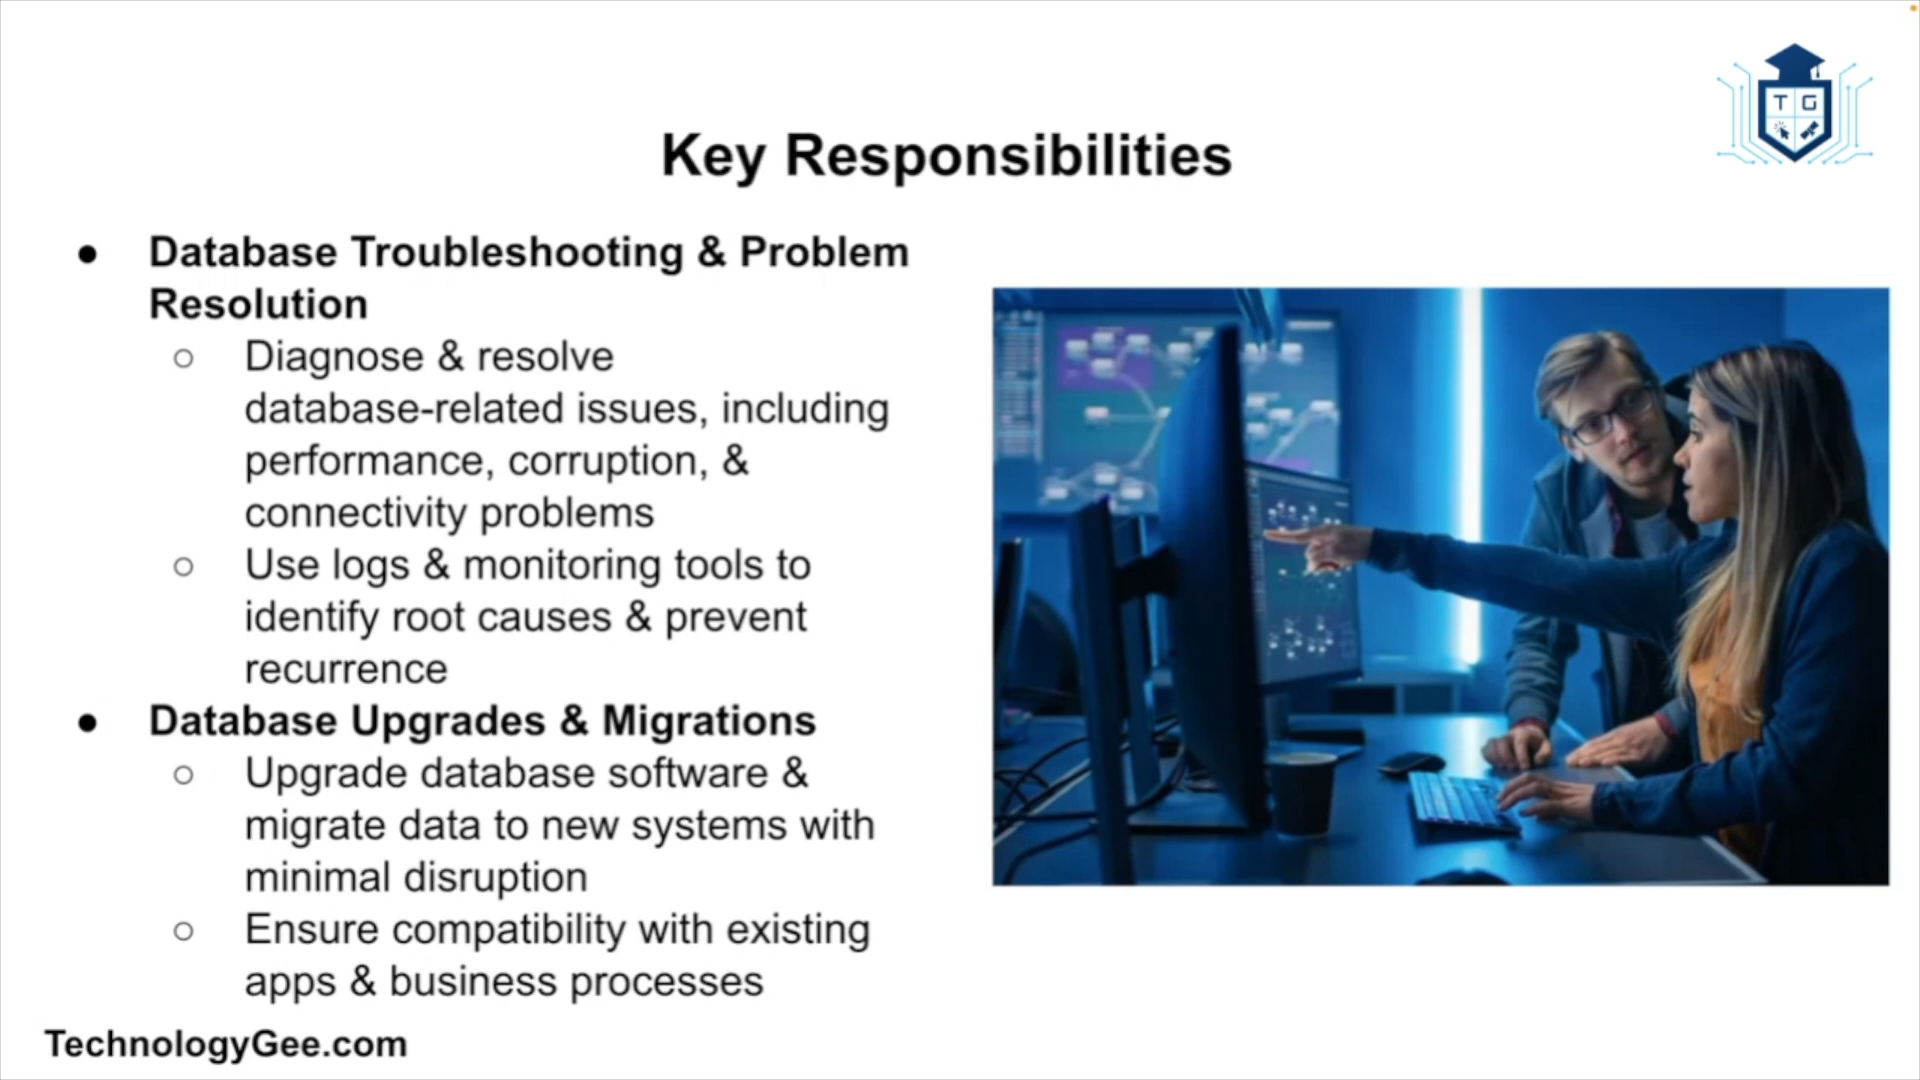 T G
Key Responsibilities
● Database Troubleshooting & Problem
Resolution
○ Diagnose & resolve
database-related issues, including
performance, corruption, &
connectivity problems
○ Use logs & monitoring tools to
identify root causes & prevent
recurrence
● Database Upgrades & Migrations
○ Upgrade database software &
migrate data to new systems with
minimal disruption
○ Ensure compatibility with existing
apps & business processes
TechnologyGee.com